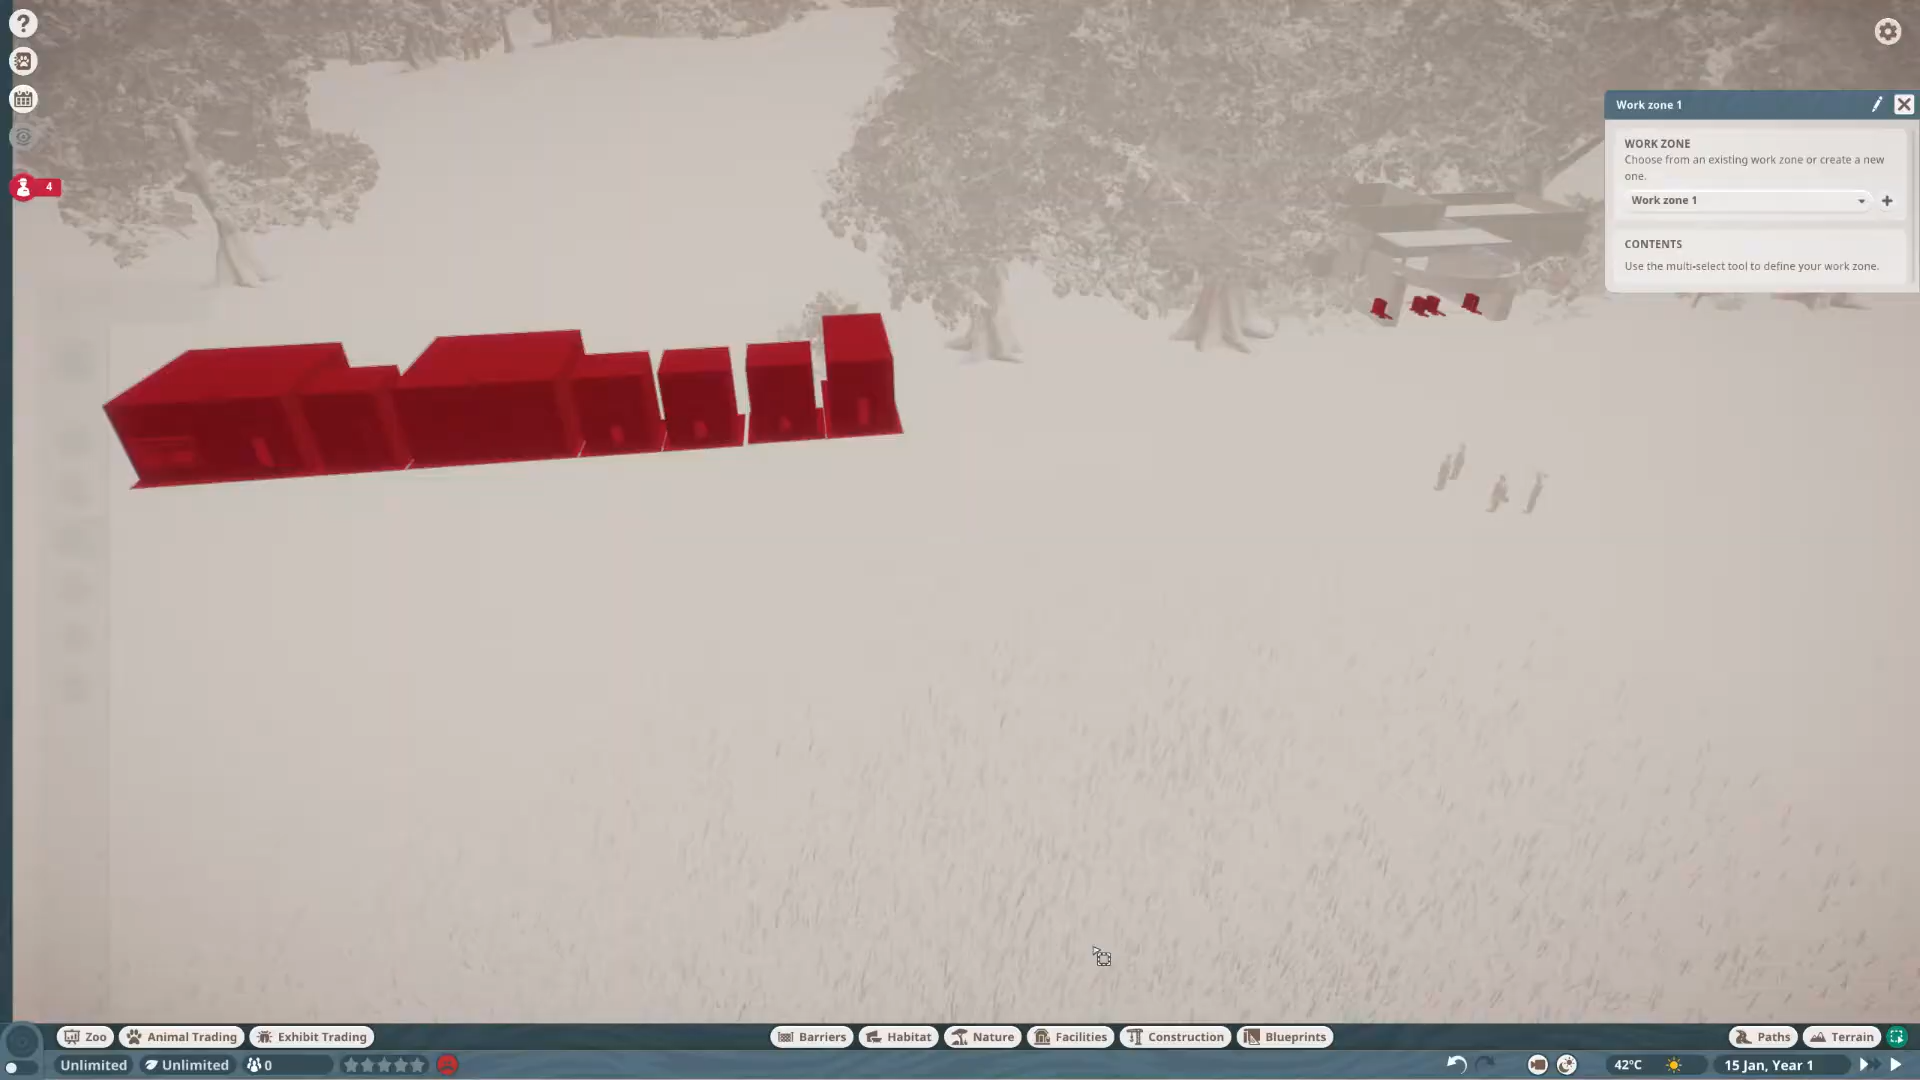 ?
4
Work zone 1
WORK ZONE
Choose from an existing work zone or create a new
one.
Work zone 1
CONTENTS
Use the multi-select tool to define your work zone.
Zoo
Animal Trading
Exhibit Trading
Barriers
Habitat
Nature
Facilities
Construction
Blueprints
Paths
Terrain
Unlimited
Unlimited
0
42°C
15 Jan, Year 1